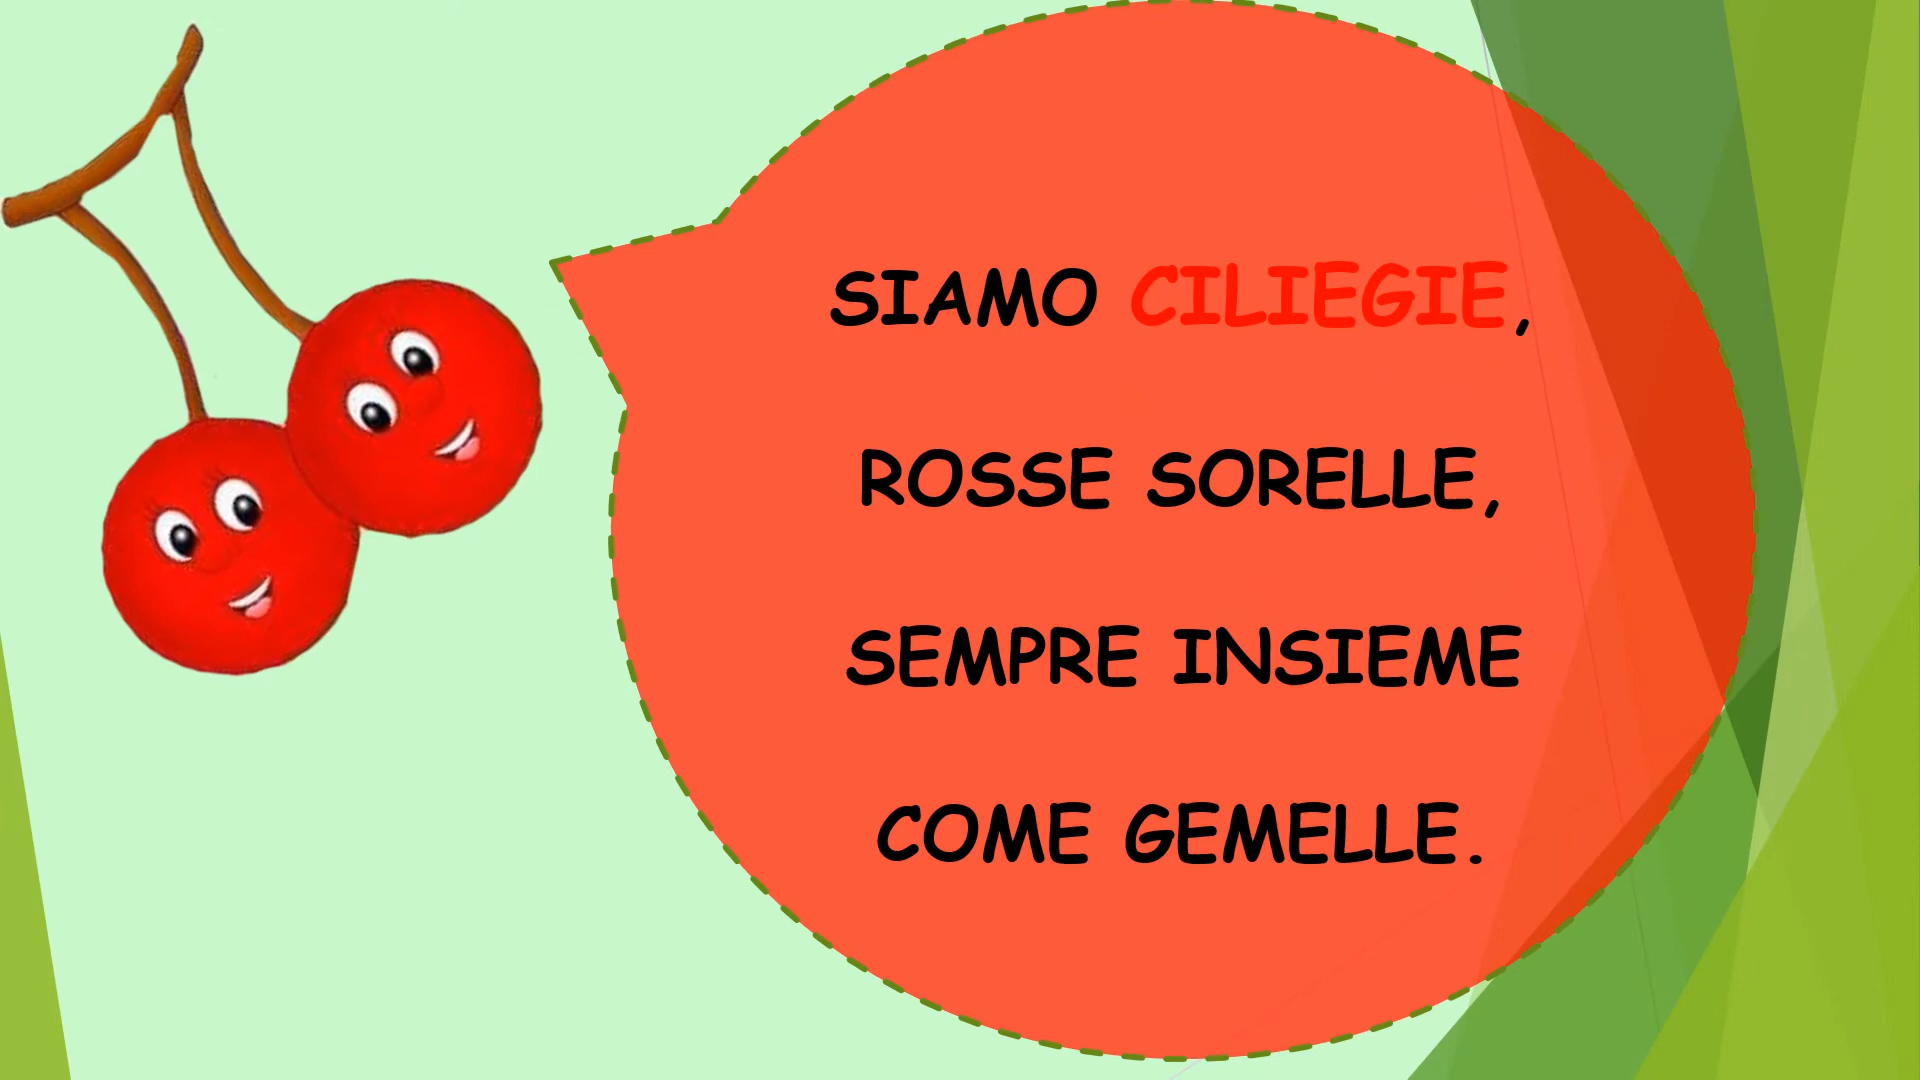 SIAMO CILIEGIE,
ROSSE SORELLE,
SEMPRE INSIEME
COME GEMELLE.